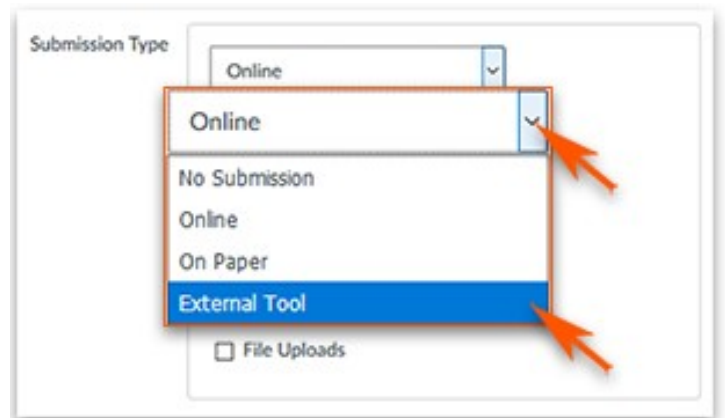 Submission Type
Online
Online
No Submission
Online
On Paper
External Tool
File Uploads